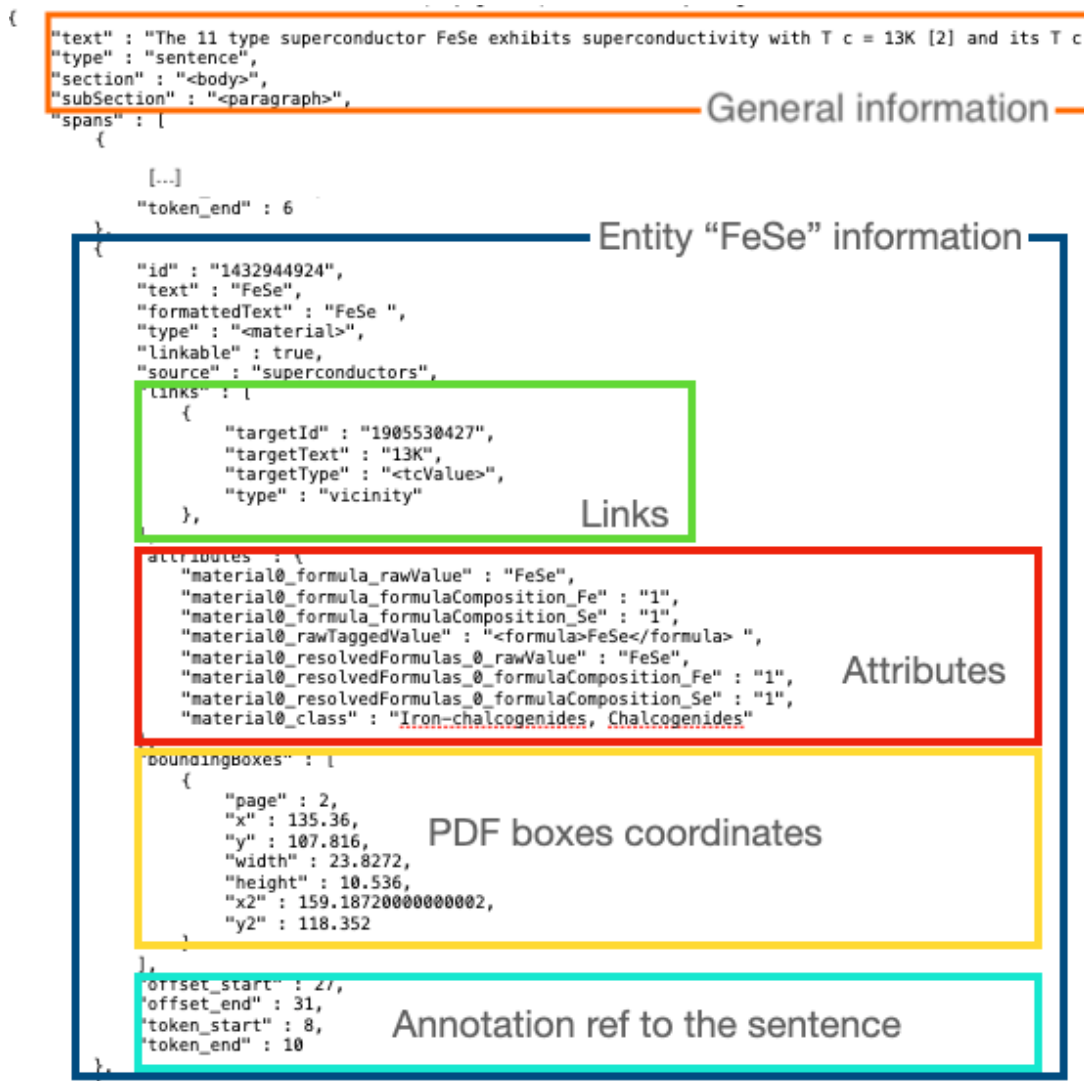 {
"text" : "The 11 type superconductor FeSe exhibits superconductivity with T c = 13K [2] and its T c
"type" : "sentence",
"section" : "<body>",
"subSection" : "<paragraph>",
General information
"spans" : [
{
[...]
"token_end" : 6
},
Entity “FeSe” information
{
"id" : "1432944924",
"text" : "FeSe",
"formattedText" : "FeSe ",
"type" : "<material>",
"linkable" : true,
"source" : "superconductors",
"links" : [
{
"targetId" : "1905530427",
"targetText" : "13K",
"targetType" : "<tcValue>",
"type" : "vicinity"
},
Links
"attributes" : {
"material0_formula_rawValue" : "FeSe",
"material0_formula_formulaComposition_Fe" : "1",
"material0_formula_formulaComposition_Se" : "1",
"material0_rawTaggedValue" : "<formula>FeSe</formula> ",
"material0_resolvedFormulas_0_rawValue" : "FeSe",
"material0_resolvedFormulas_0_formulaComposition_Fe" : "1",
Attributes
"material0_resolvedFormulas_0_formulaComposition_Se" : "1",
"material0_class" : "Iron-chalcogenides, Chalcogenides"
"boundingBoxes" : [
{
"page" : 2,
"x" : 135.36,
"y" : 107.816,
PDF boxes coordinates
"width" : 23.8272,
"height" : 10.536,
"x2" : 159.18720000000002,
"y2" : 118.352
}
],
"offset_start" : 27,
"offset_end" : 31,
"token_start" : 8,
Annotation ref to the sentence
"token_end" : 10
},